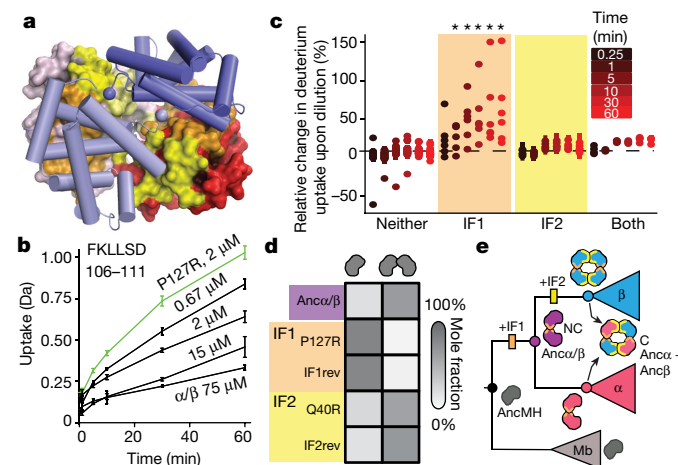 a
b
FKLLSD
106–111
P127R, 2 μM
0.67 μM
2 μM
15 μM
α/β 75 μM
Uptake (Da)
1.00
0.75
0.50
0.25
0
0
20
40
60
Time (min)
c
Relative change in deuterium
uptake upon dilution (%)
150
100
50
0
−50
* * * * * *
Neither
IF1
IF2
Both
Time
(min)
0.25
1
5
10
30
60
d
Ancα/β
IF1 P127R
IF1rev
IF2 Q40R
IF2rev
100%
Mole fraction
0%
e
+IF2
β
+IF1
NC
Ancα/β
C
Ancα -
Ancβ
AncMH
α
Mb